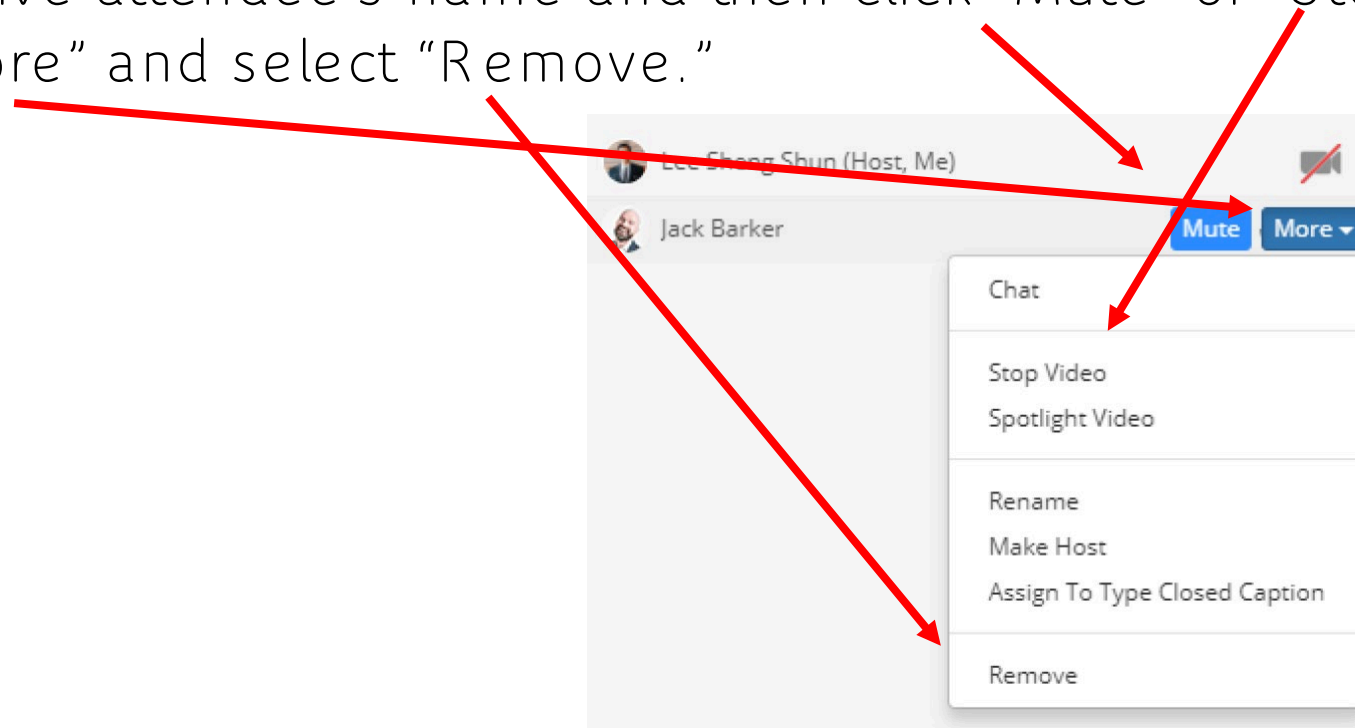 attendee's name and then click "Mute" or
and select “Remove.”
Lee Sheng Shun (Host, Me)
Jack Barker
Mute
More
Chat
Stop Video
Spotlight Video
Rename
Make Host
Assign To Type Closed Caption
Remove